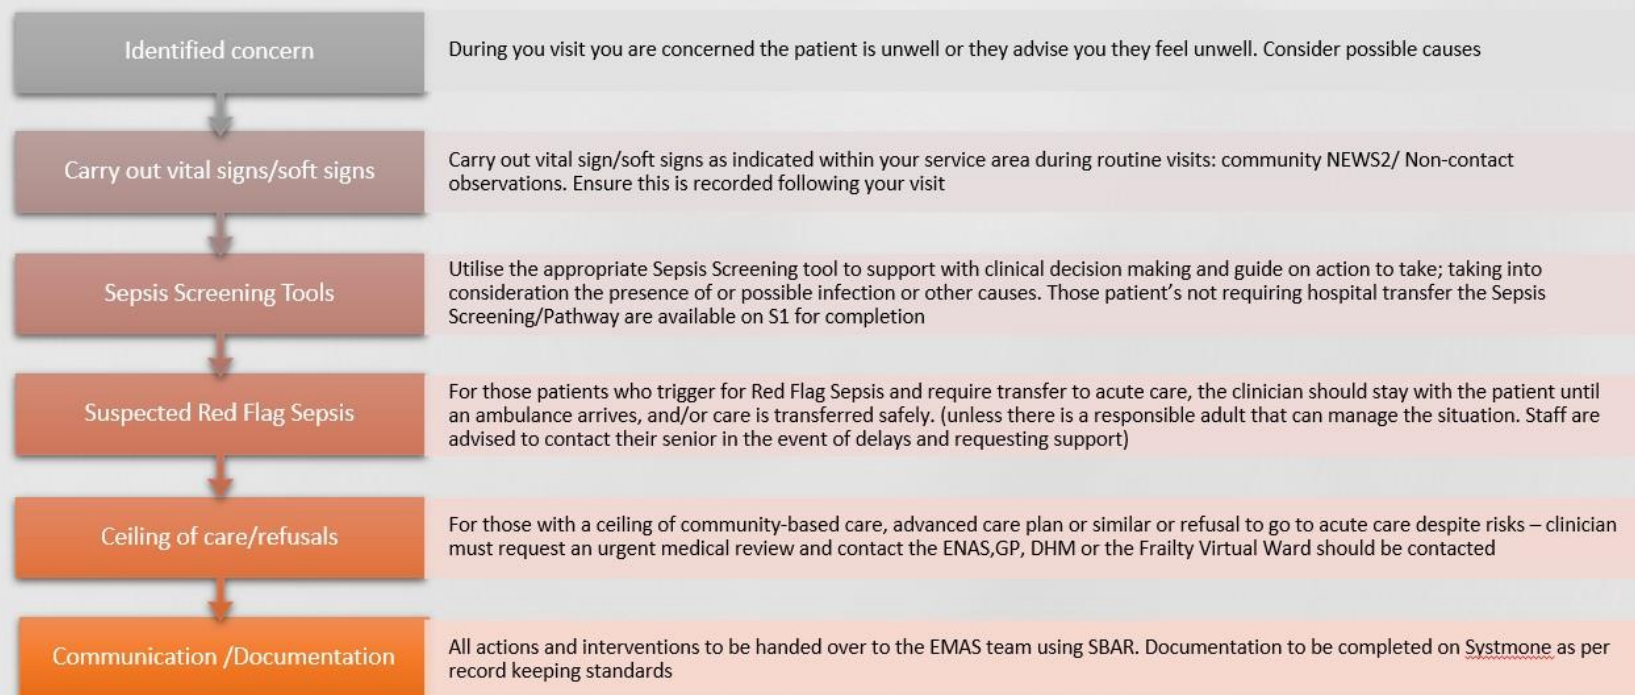 Identified concern
During you visit you are concerned the patient is unwell or they advise you they feel unwell. Consider possible causes
Carry out vital signs/soft signs
Carry out vital sign/soft signs as indicated within your service area during routine visits: community NEWS2/ Non-contact
observations. Ensure this is recorded following your visit
Sepsis Screening Tools
Utilise the appropriate Sepsis Screening tool to support with clinical decision making and guide on action to take; taking into
consideration the presence of or possible infection or other causes. Those patient’s not requiring hospital transfer the Sepsis
Screening/Pathway are available on S1 for completion
Suspected Red Flag Sepsis
For those patients who trigger for Red Flag Sepsis and require transfer to acute care, the clinician should stay with the patient until
an ambulance arrives, and/or care is transferred safely. (unless there is a responsible adult that can manage the situation. Staff are
advised to contact their senior in the event of delays and requesting support)
Ceiling of care/refusals
For those with a ceiling of community-based care, advanced care plan or similar or refusal to go to acute care despite risks – clinician
must request an urgent medical review and contact the ENAS,GP, DHM or the Frailty Virtual Ward should be contacted
Communication /Documentation
All actions and interventions to be handed over to the EMAS team using SBAR. Documentation to be completed on Systmone as per
record keeping standards